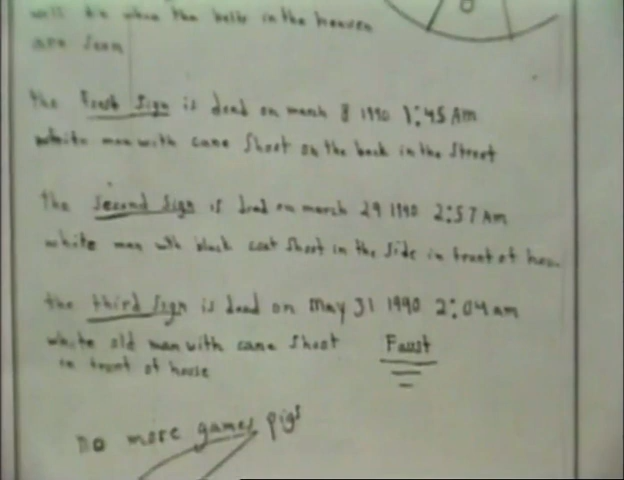 will die when the belts in the heaven
are seen
the First Sign is dead on march 8 1990 1:45 AM
white man with cane shoot on the back in the street
the second sign is dead on march 29 1990 2:57 AM
white man with black coat shoot in the side in front of house
the third sign is dead on May 31 1990 2:04 am
white old man with cane shoot
in front of house
Faust
no more games pigs